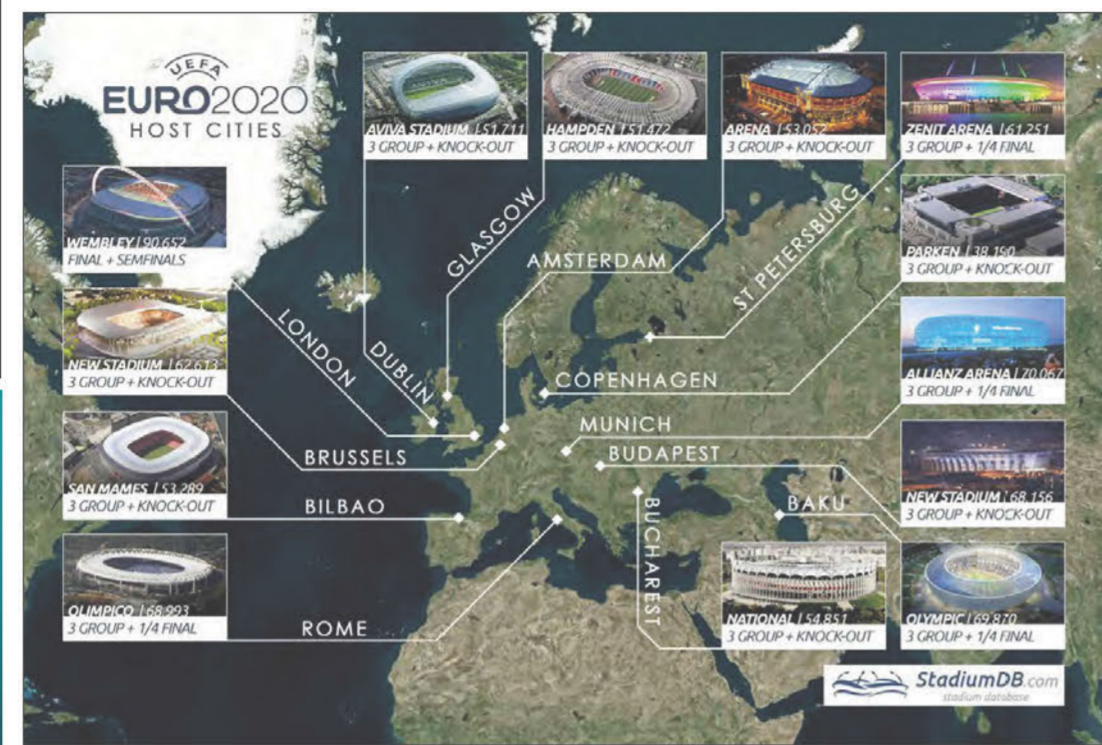 UEFA
EURO2020
HOST CITIES
AVIVA STADIUM | 51.711
3 GROUP + KNOCK-OUT
HAMPDEN | 51.472
3 GROUP + KNOCK-OUT
ARENA | 53.052
3 GROUP + KNOCK-OUT
ZENIT ARENA | 61.251
3 GROUP + 1/4 FINAL
WEMBLEY | 90.652
FINAL + SEMFINALS
PARKEN | 38.190
3 GROUP + KNOCK-OUT
NEW STADIUM | 62.613
3 GROUP + KNOCK-OUT
ALLIANZ ARENA | 70.067
3 GROUP + 1/4 FINAL
SAN MAMES | 53.289
3 GROUP + KNOCK-OUT
NEW STADIUM | 68.156
3 GROUP + KNOCK-OUT
OLIMPICO | 68.993
3 GROUP + 1/4 FINAL
NATIONAL | 54.851
3 GROUP + KNOCK-OUT
OLYMPIC | 69.870
3 GROUP + 1/4 FINAL
GLASGOW
AMSTERDAM
ST PETERSBURG
LONDON
DUBLIN
COPENHAGEN
MUNICH
BRUSSELS
BUDAPEST
BILBAO
BUCHAREST
BAKU
ROME
StadiumDB.com
stadium database